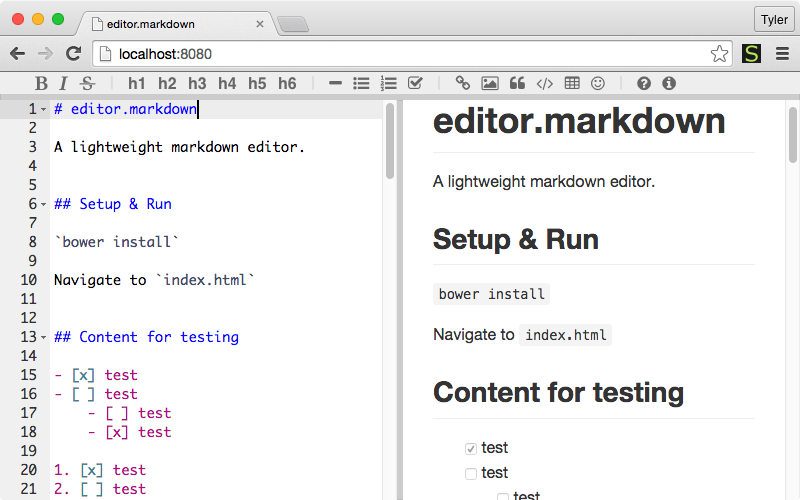 editor.markdown
Tyler
localhost:8080
S
B I S h1 h2 h3 h4 h5 h6
1 # editor.markdown
2
3 A lightweight markdown editor.
4
5
6 ## Setup & Run
7
8 `bower install`
9
10 Navigate to `index.html`
11
12
13 ## Content for testing
14
15 - [x] test
16 - [ ] test
17     - [ ] test
18     - [x] test
19
20 1. [x] test
21 2. [ ] test
editor.markdown
A lightweight markdown editor.
Setup & Run
bower install
Navigate to index.html
Content for testing
test
test
test